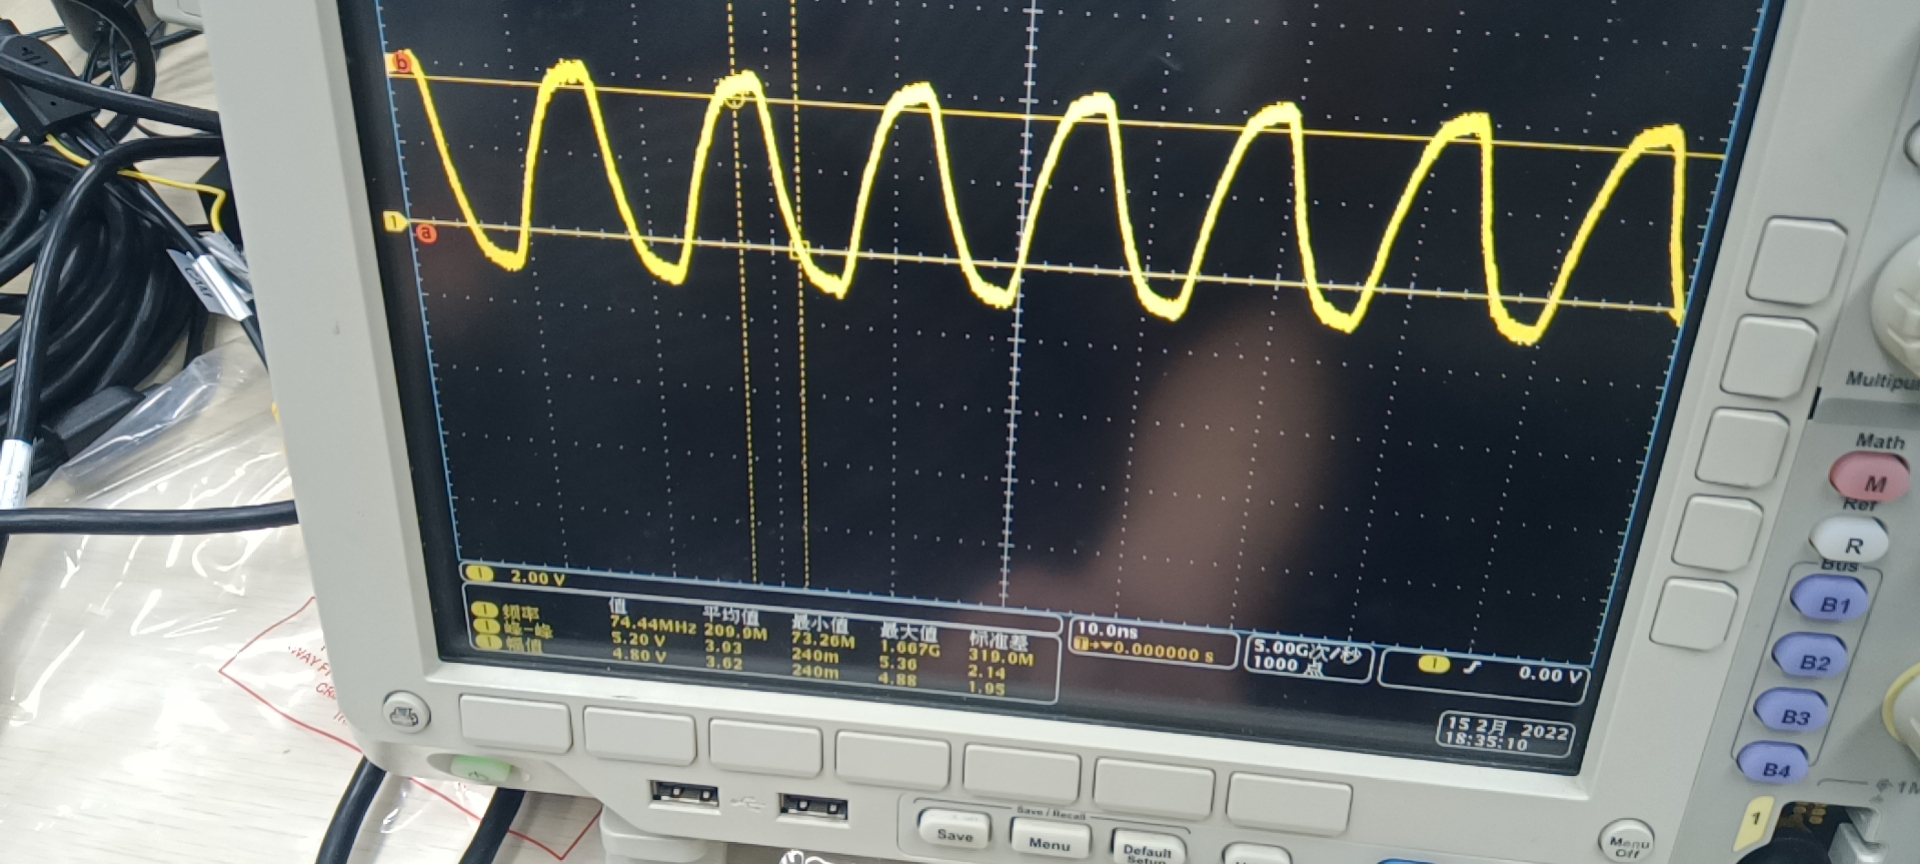 b
1
a
1 2.00 V
值 平均值 最小值 最大值 标准差
1 频率 74.44MHz 209.9M 73.26M 1.667G 319.0M
1 峰-峰 5.20 V 3.93 240m 5.36 2.14
1 幅值 4.80 V 3.62 240m 4.88 1.95
10.0ns
T→▼0.000000 s
5.00G次/秒
1000 点
1 0.00 V
15 2月 2022
18:35:10
Math
M
Ref
R
Bus
B1
B2
B3
B4
Save / Recall
Save
Menu
Default
Setup
Menu
Off
1